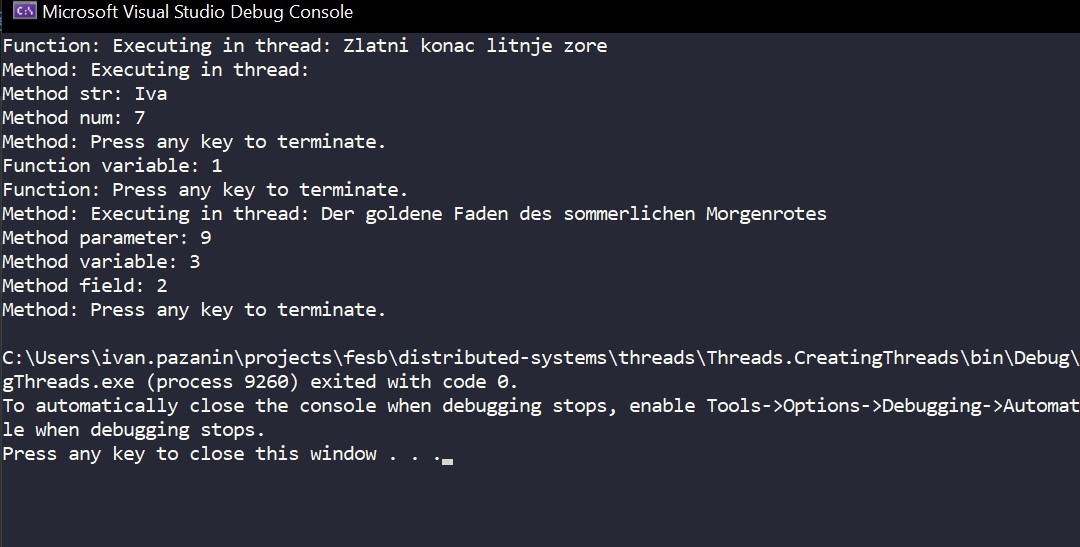 Microsoft Visual Studio Debug Console
Function: Executing in thread: Zlatni konac litnje zore
Method: Executing in thread:
Method str: Iva
Method num: 7
Method: Press any key to terminate.
Function variable: 1
Function: Press any key to terminate.
Method: Executing in thread: Der goldene Faden des sommerlichen Morgenrotes
Method parameter: 9
Method variable: 3
Method field: 2
Method: Press any key to terminate.
C:\Users\ivan.pazanin\projects\fesb\distributed-systems\threads\Threads.CreatingThreads\bin\Debug\
gThreads.exe (process 9260) exited with code 0.
To automatically close the console when debugging stops, enable Tools->Options->Debugging->Automat
le when debugging stops.
Press any key to close this window . . .